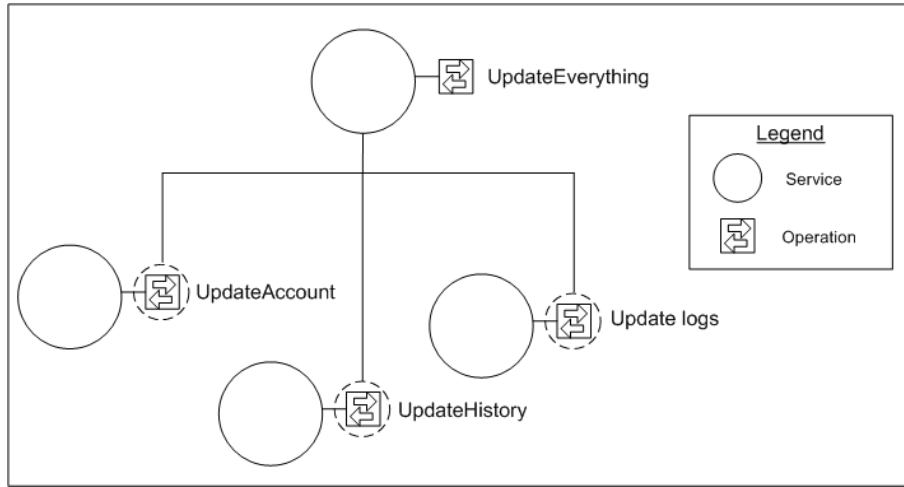 UpdateEverything
Legend
Service
Operation
UpdateAccount
Update logs
UpdateHistory